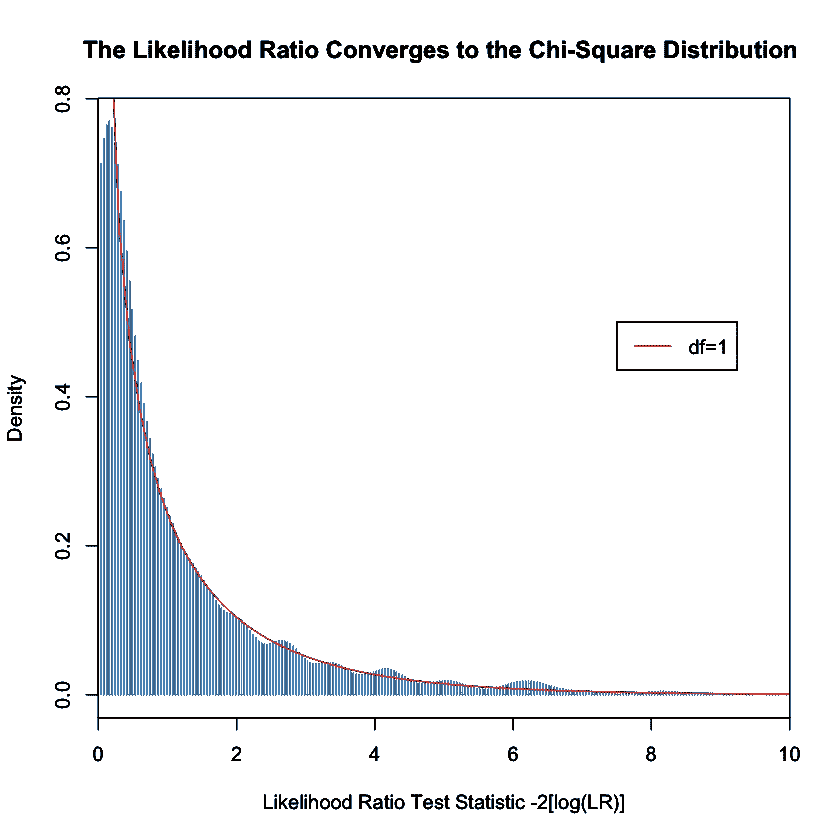 The Likelihood Ratio Converges to the Chi-Square Distribution
0.8
0.6
0.4
0.2
0.0
Density
df=1
0 2 4 6 8 10
Likelihood Ratio Test Statistic -2[log(LR)]